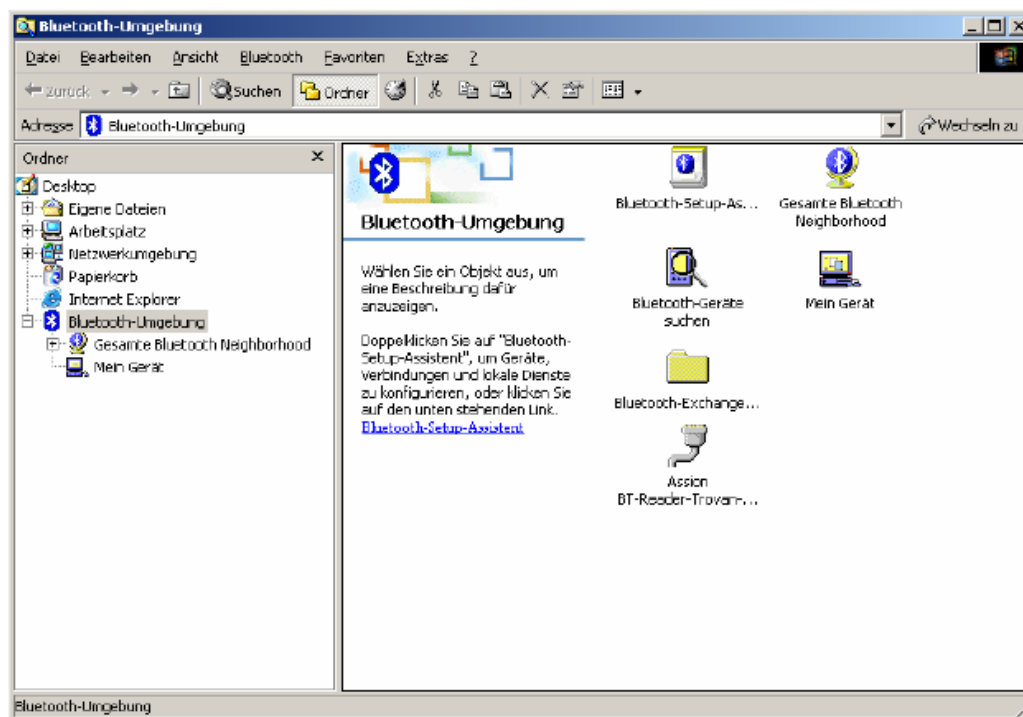 Bluetooth-Umgebung
Datei Bearbeiten Ansicht Bluetooth Favoriten Extras ?
Zurück Suchen Ordner
Adresse Bluetooth-Umgebung Wechseln zu
Ordner
Desktop
Eigene Dateien
Arbeitsplatz
Netzwerkumgebung
Papierkorb
Internet Explorer
Bluetooth-Umgebung
Gesamte Bluetooth Neighborhood
Mein Gerät
Bluetooth-Umgebung
Wählen Sie ein Objekt aus, um
eine Beschreibung dafür
anzuzeigen.
Doppelklicken Sie auf "Bluetooth-
Setup-Assistent", um Geräte,
Verbindungen und lokale Dienste
zu konfigurieren, oder klicken Sie
auf den unten stehenden Link.
Bluetooth-Setup-Assistent
Bluetooth-Setup-As...
Gesamte Bluetooth
Neighborhood
Bluetooth-Geräte
suchen
Mein Gerät
Bluetooth-Exchange...
Assion
BT-Reader-Trovan-...
Bluetooth-Umgebung